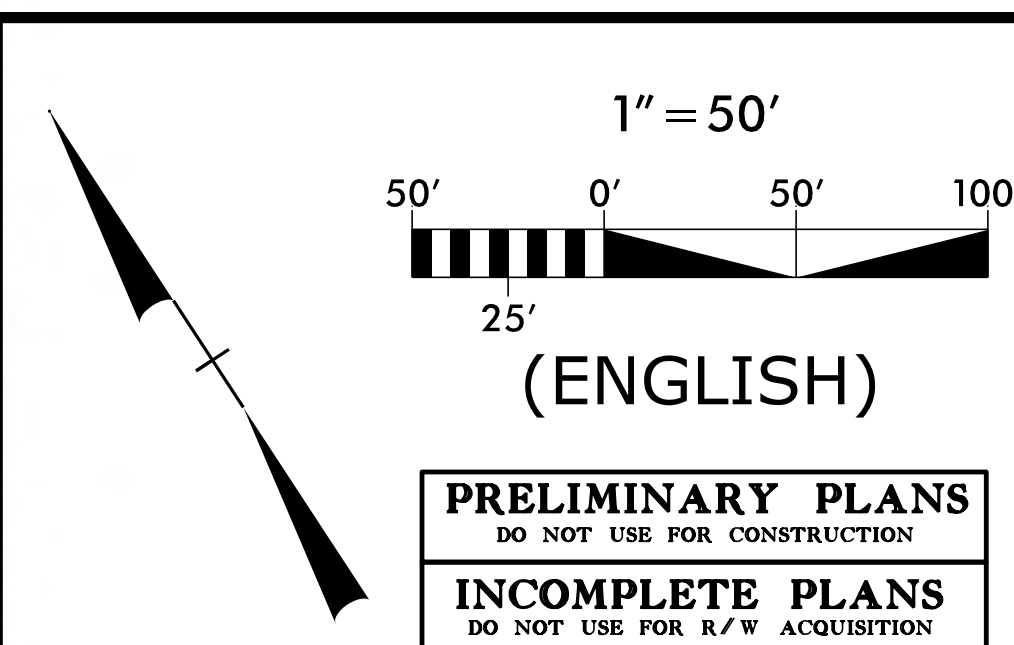 1"=50'
50' 0' 50' 100
25'
(ENGLISH)
PRELIMINARY PLANS
DO NOT USE FOR CONSTRUCTION
INCOMPLETE PLANS
DO NOT USE FOR R/W ACQUISITION